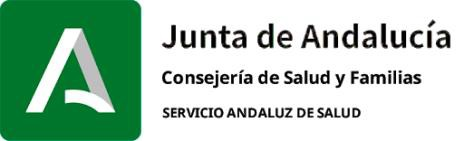 Junta de Andalucía
Consejería de Salud y Familias
SERVICIO ANDALUZ DE SALUD